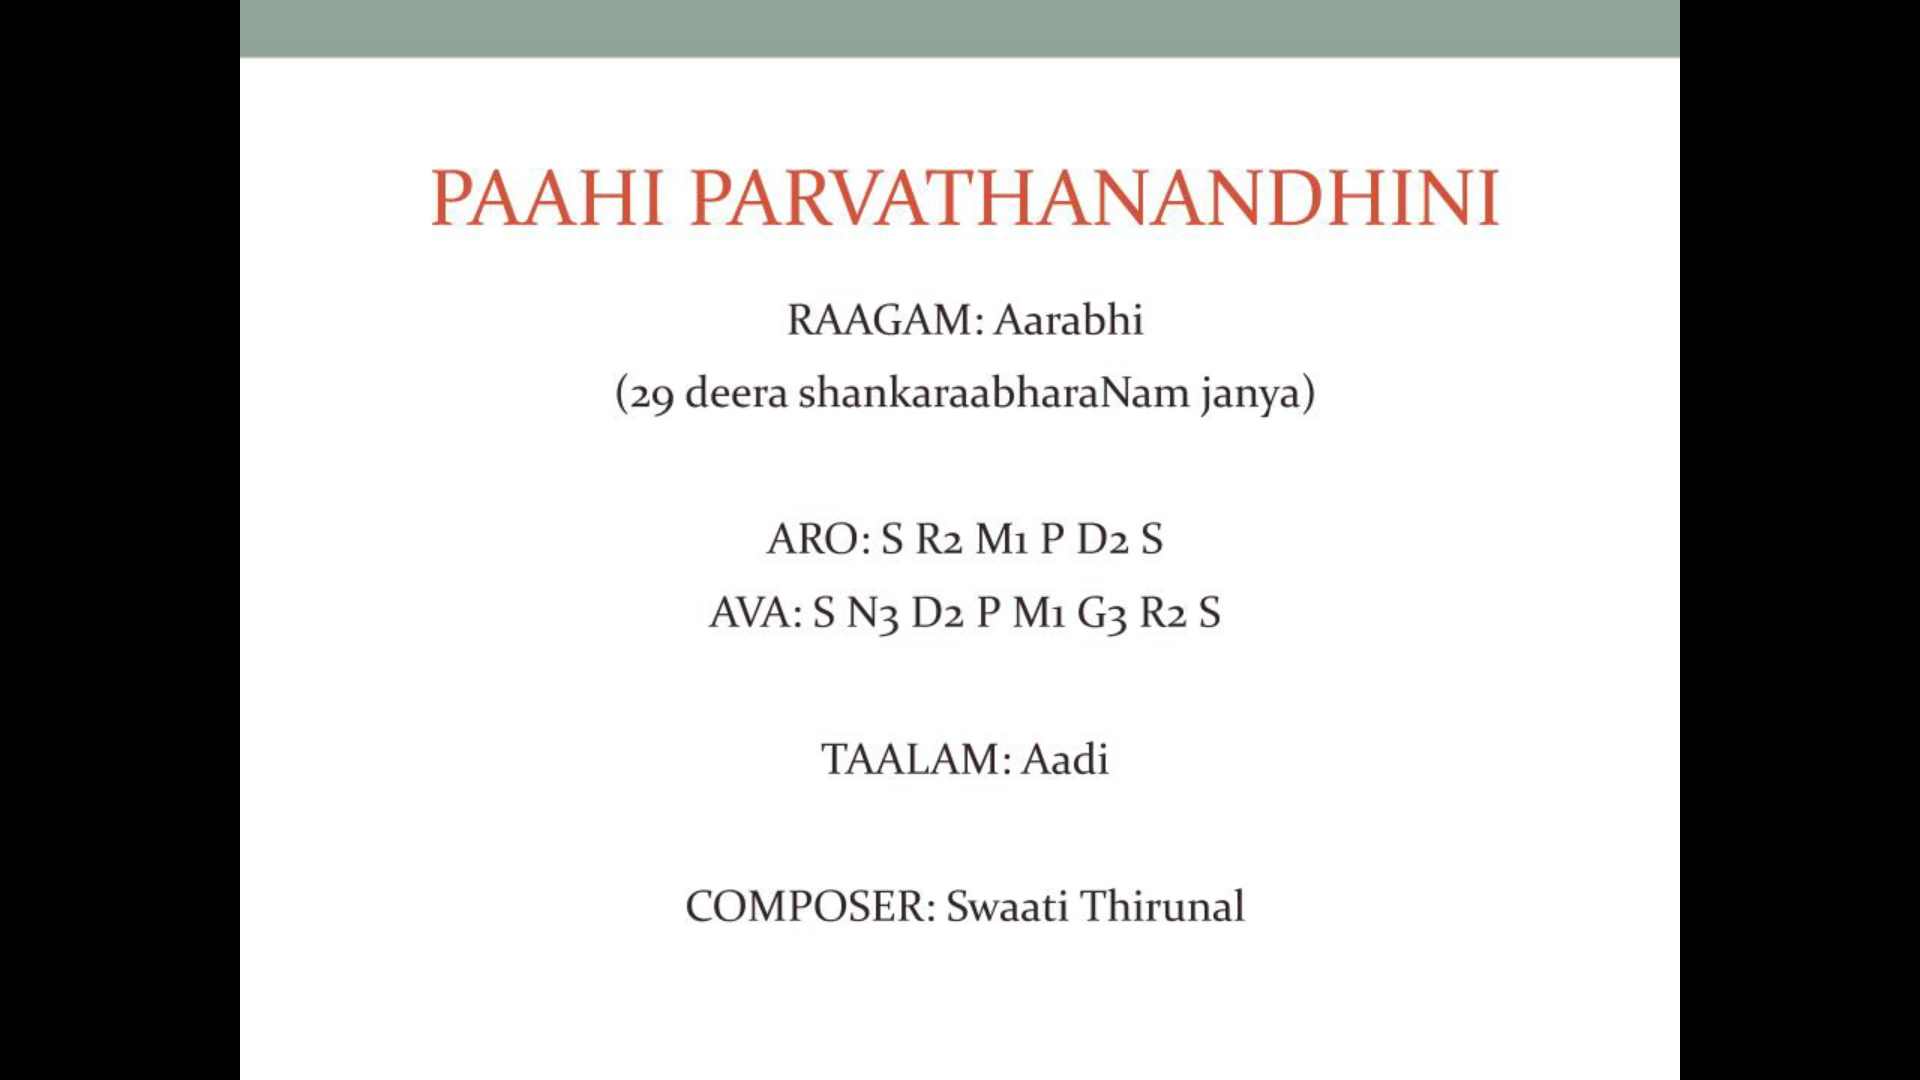 PAAHI PARVATHANANDHINI
RAAGAM: Aarabhi
(29 deera shankaraabharaNam janya)
ARO: S R2 M1 P D2 S
AVA: S N3 D2 P M1 G3 R2 S
TAALAM: Aadi
COMPOSER: Swaati Thirunal